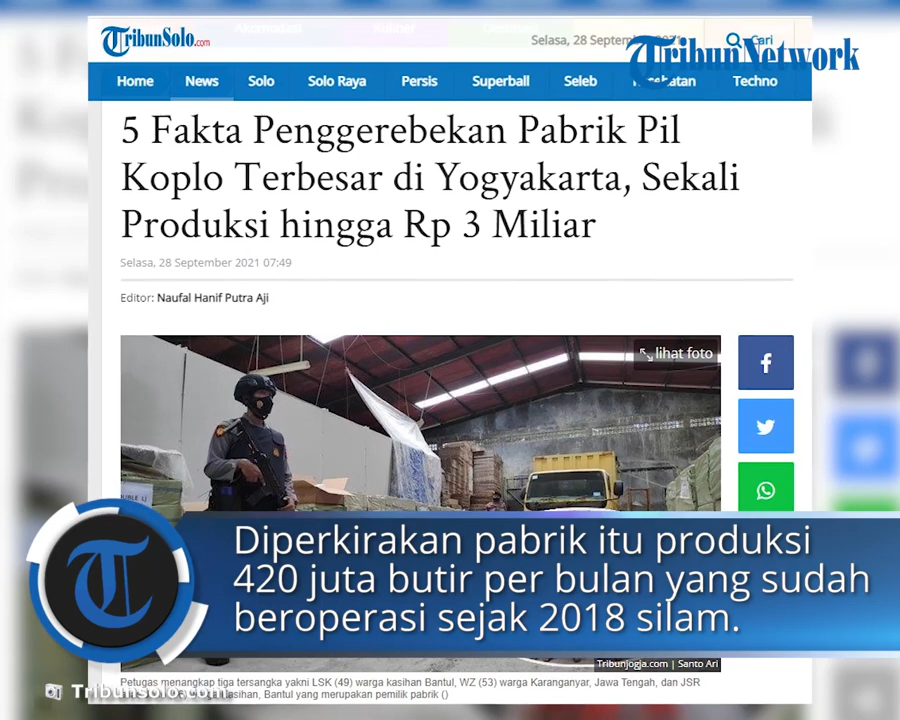 TribunSolo.com
Selasa, 28 September
Cari
TribunNetwork
Home News Solo Solo Raya Persis Superball Seleb Techno
5 Fakta Penggerebekan Pabrik Pil
Koplo Terbesar di Yogyakarta, Sekali
Produksi hingga Rp 3 Miliar
Selasa, 28 September 2021 07:49
Editor: Naufal Hanif Putra Aji
lihat foto
Diperkirakan pabrik itu produksi
420 juta butir per bulan yang sudah
beroperasi sejak 2018 silam.
Tribunjogja.com | Santo Ari
Petugas menangkap tiga tersangka yakni LSK (49) warga kasihan Bantul, WZ (53) warga Karanganyar, Jawa Tengah, dan JSR
Kasihan, Bantul yang merupakan pemilik pabrik ()
Tribunsolo.com